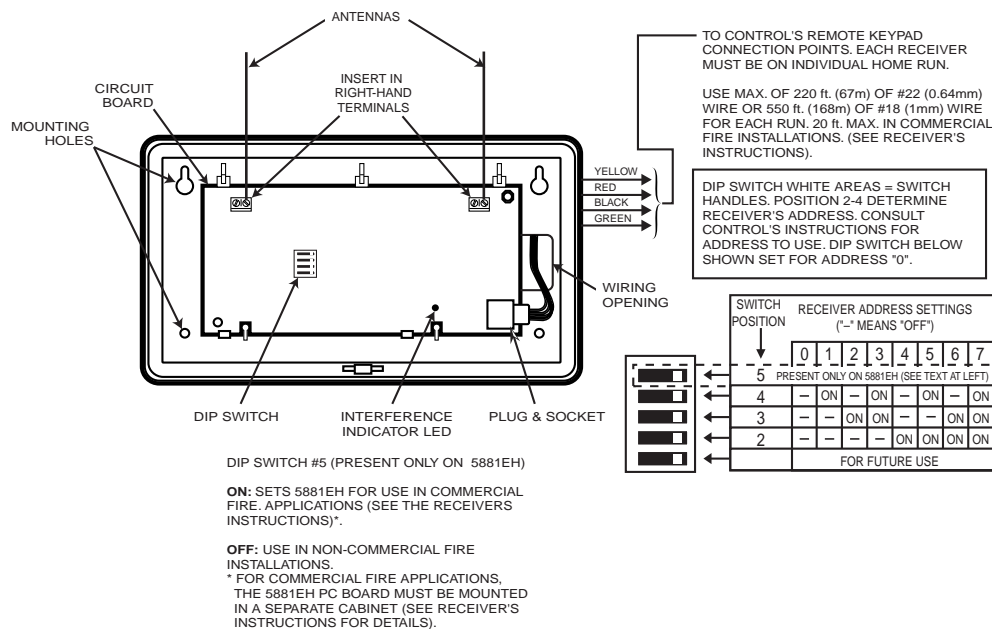 ANTENNAS
CIRCUIT
BOARD
MOUNTING
HOLES
INSERT IN
RIGHT-HAND
TERMINALS
TO CONTROL'S REMOTE KEYPAD
CONNECTION POINTS. EACH RECEIVER
MUST BE ON INDIVIDUAL HOME RUN.
USE MAX. OF 220 ft. (67m) OF #22 (0.64mm)
WIRE OR 550 ft. (168m) OF #18 (1mm) WIRE
FOR EACH RUN. 20 ft. MAX. IN COMMERCIAL
FIRE INSTALLATIONS. (SEE RECEIVER'S
INSTRUCTIONS).
YELLOW
RED
BLACK
GREEN
DIP SWITCH WHITE AREAS = SWITCH
HANDLES. POSITION 2-4 DETERMINE
RECEIVER'S ADDRESS. CONSULT
CONTROL'S INSTRUCTIONS FOR
ADDRESS TO USE. DIP SWITCH BELOW
SHOWN SET FOR ADDRESS "0".
WIRING
OPENING
DIP SWITCH
INTERFERENCE
INDICATOR LED
PLUG & SOCKET
SWITCH
POSITION
RECEIVER ADDRESS SETTINGS
("–" MEANS "OFF")
0 1 2 3 4 5 6 7
5 PRESENT ONLY ON 5881EH (SEE TEXT AT LEFT)
4 – ON – ON – ON – ON
3 – – ON ON – – ON ON
2 – – – – ON ON ON ON
FOR FUTURE USE
DIP SWITCH #5 (PRESENT ONLY ON 5881EH)
ON: SETS 5881EH FOR USE IN COMMERCIAL
FIRE. APPLICATIONS (SEE THE RECEIVERS
INSTRUCTIONS)*.
OFF: USE IN NON-COMMERCIAL FIRE
INSTALLATIONS.
* FOR COMMERCIAL FIRE APPLICATIONS,
THE 5881EH PC BOARD MUST BE MOUNTED
IN A SEPARATE CABINET (SEE RECEIVER'S
INSTRUCTIONS FOR DETAILS).